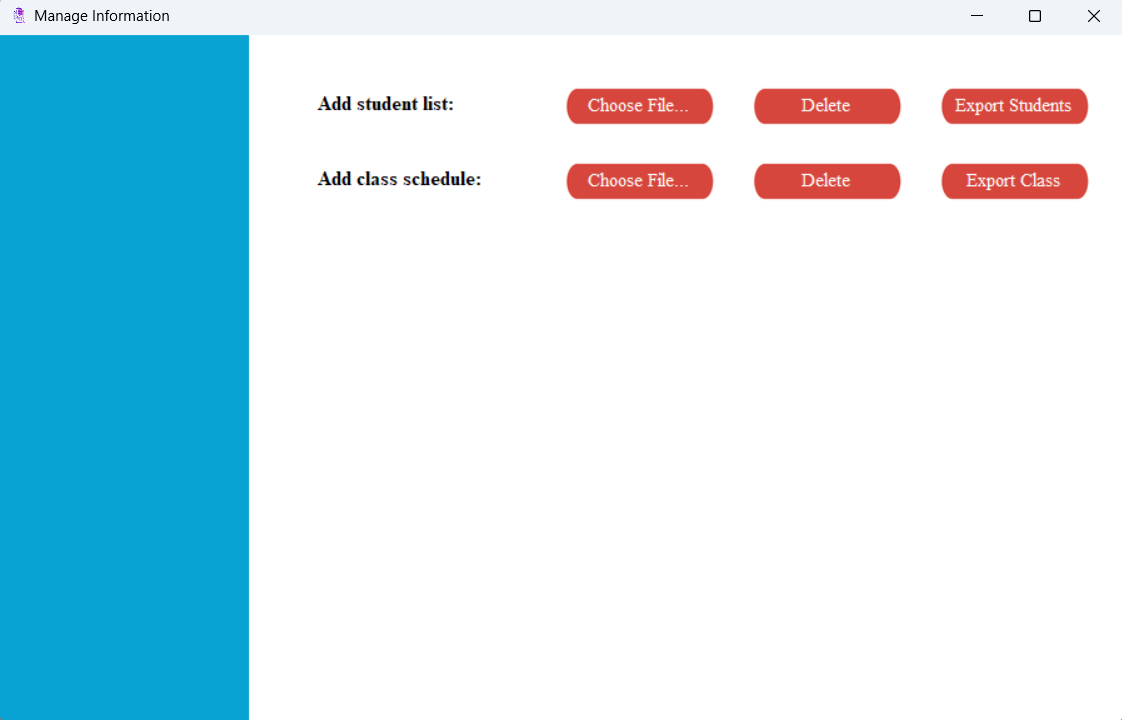 Manage Information
Add student list: Choose File... Delete Export Students
Add class schedule: Choose File... Delete Export Class